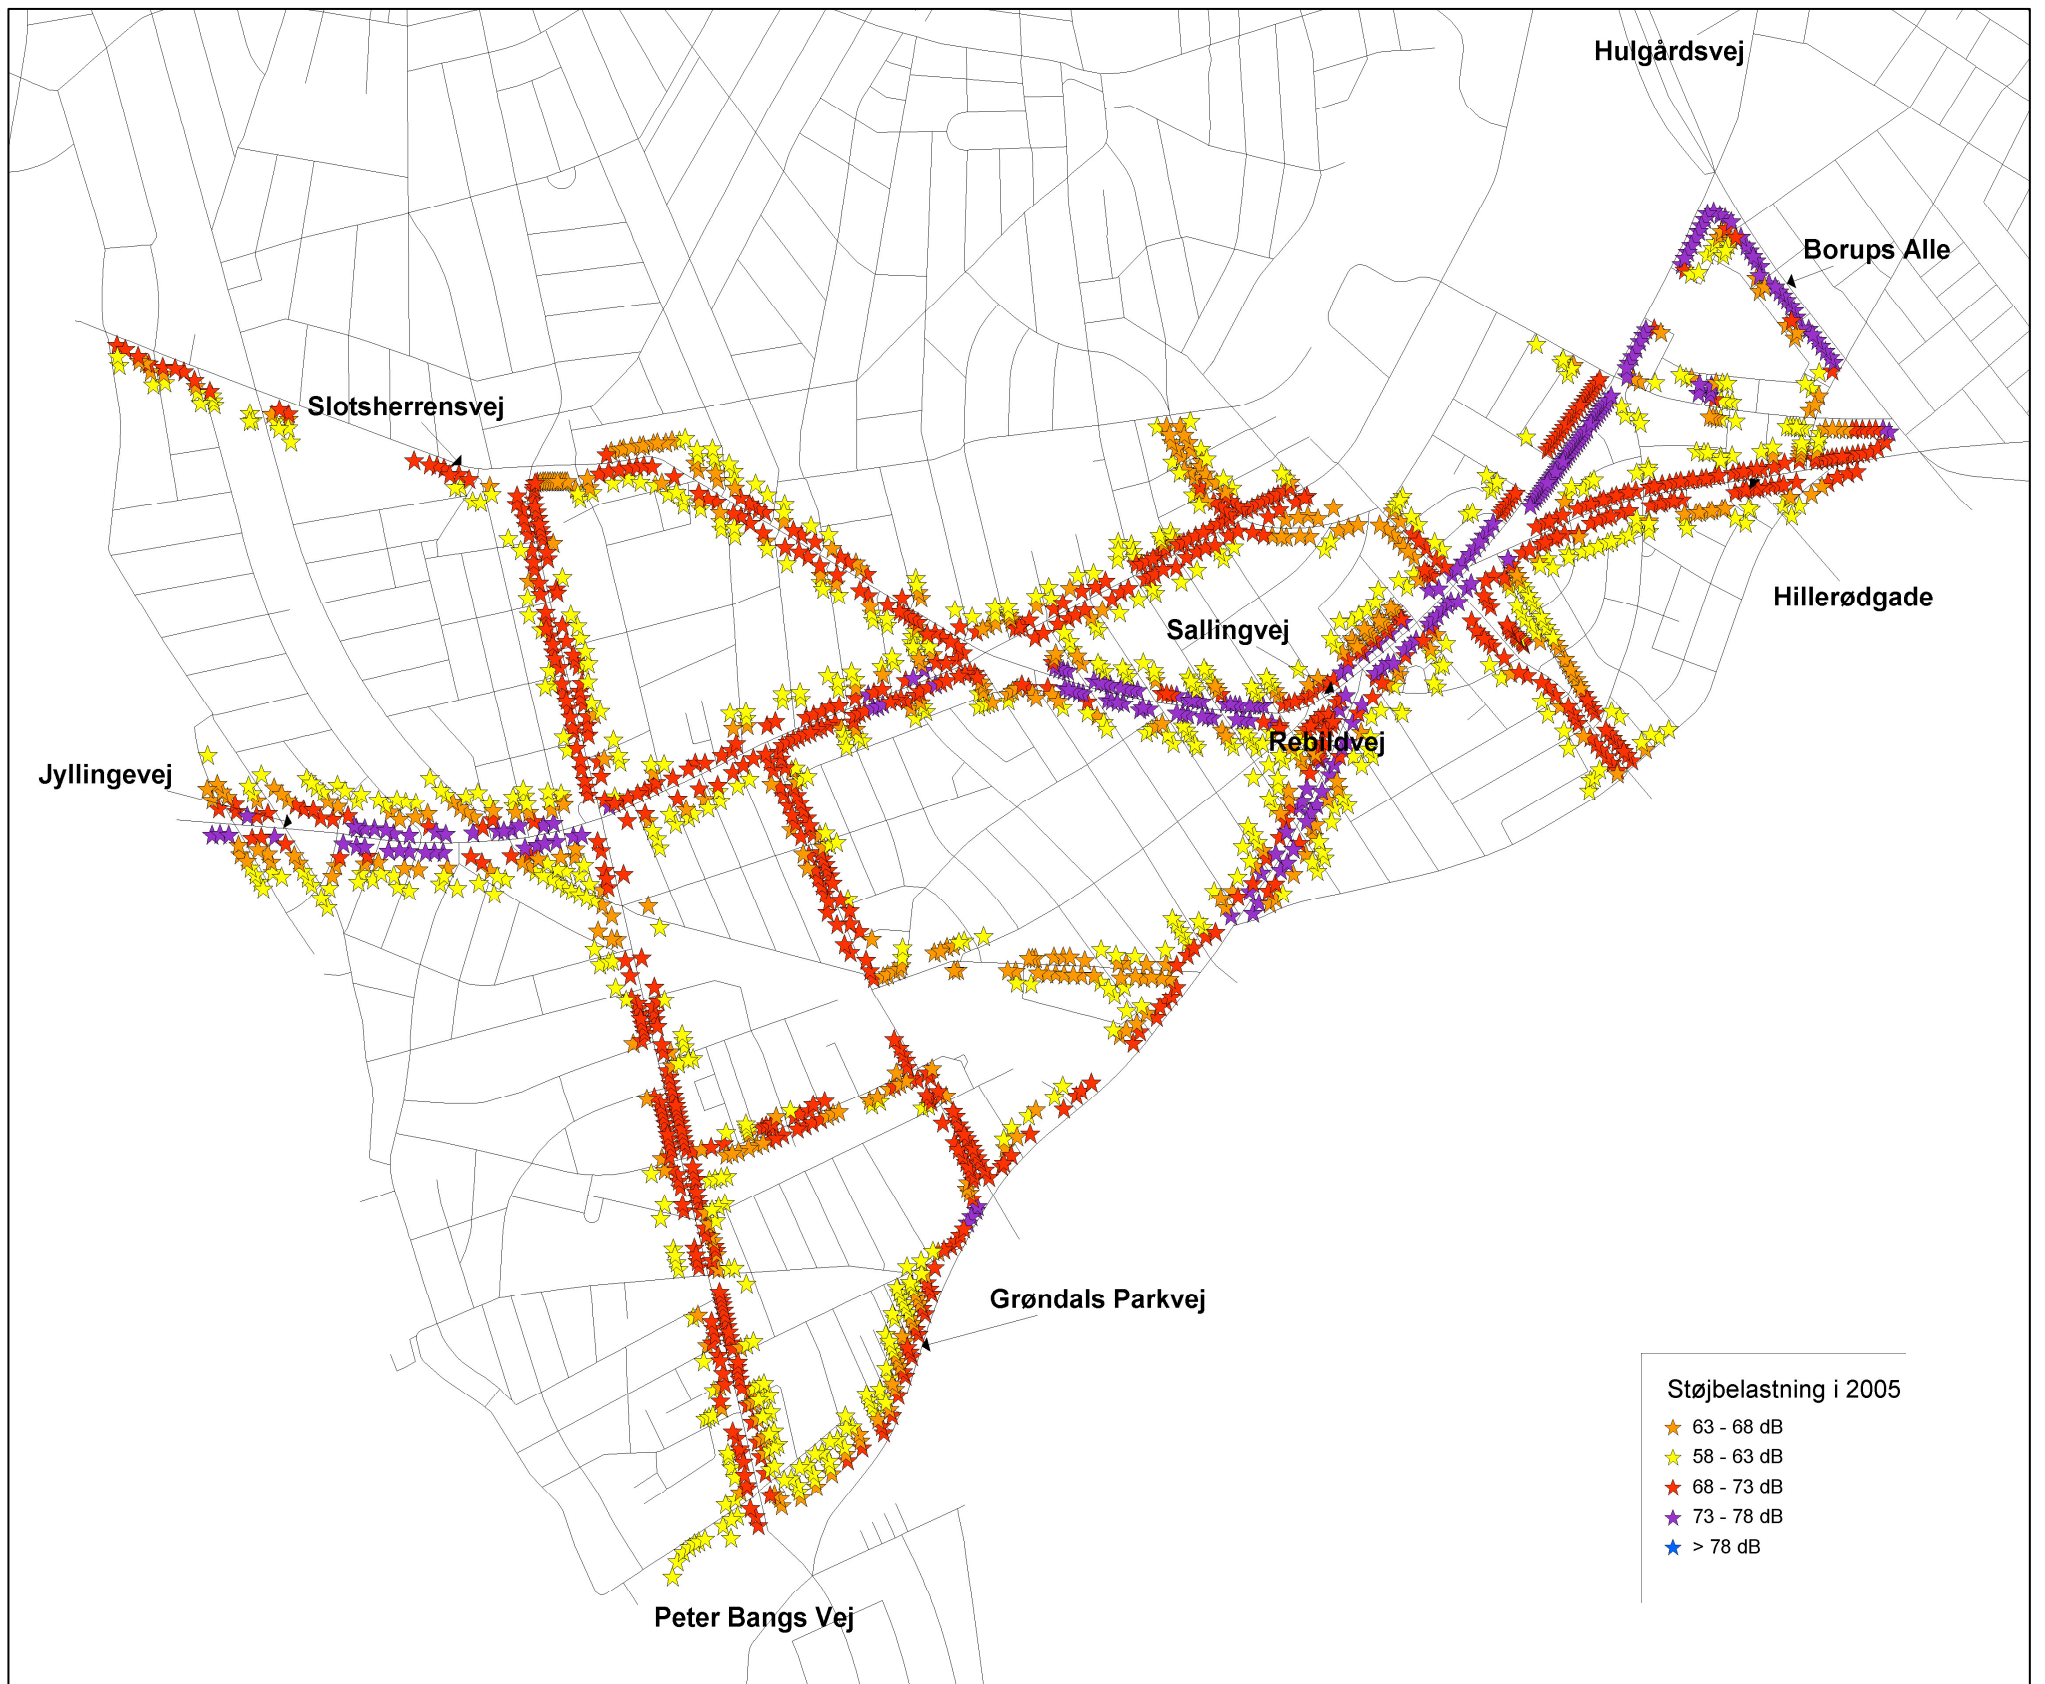 Hulgårdsvej
Borups Alle
Slotsherrensvej
Hillerødgade
Sallingvej
Rebildvej
Jyllingevej
Grøndals Parkvej
Støjbelastning i 2005
63 - 68 dB
58 - 63 dB
68 - 73 dB
73 - 78 dB
> 78 dB
Peter Bangs Vej